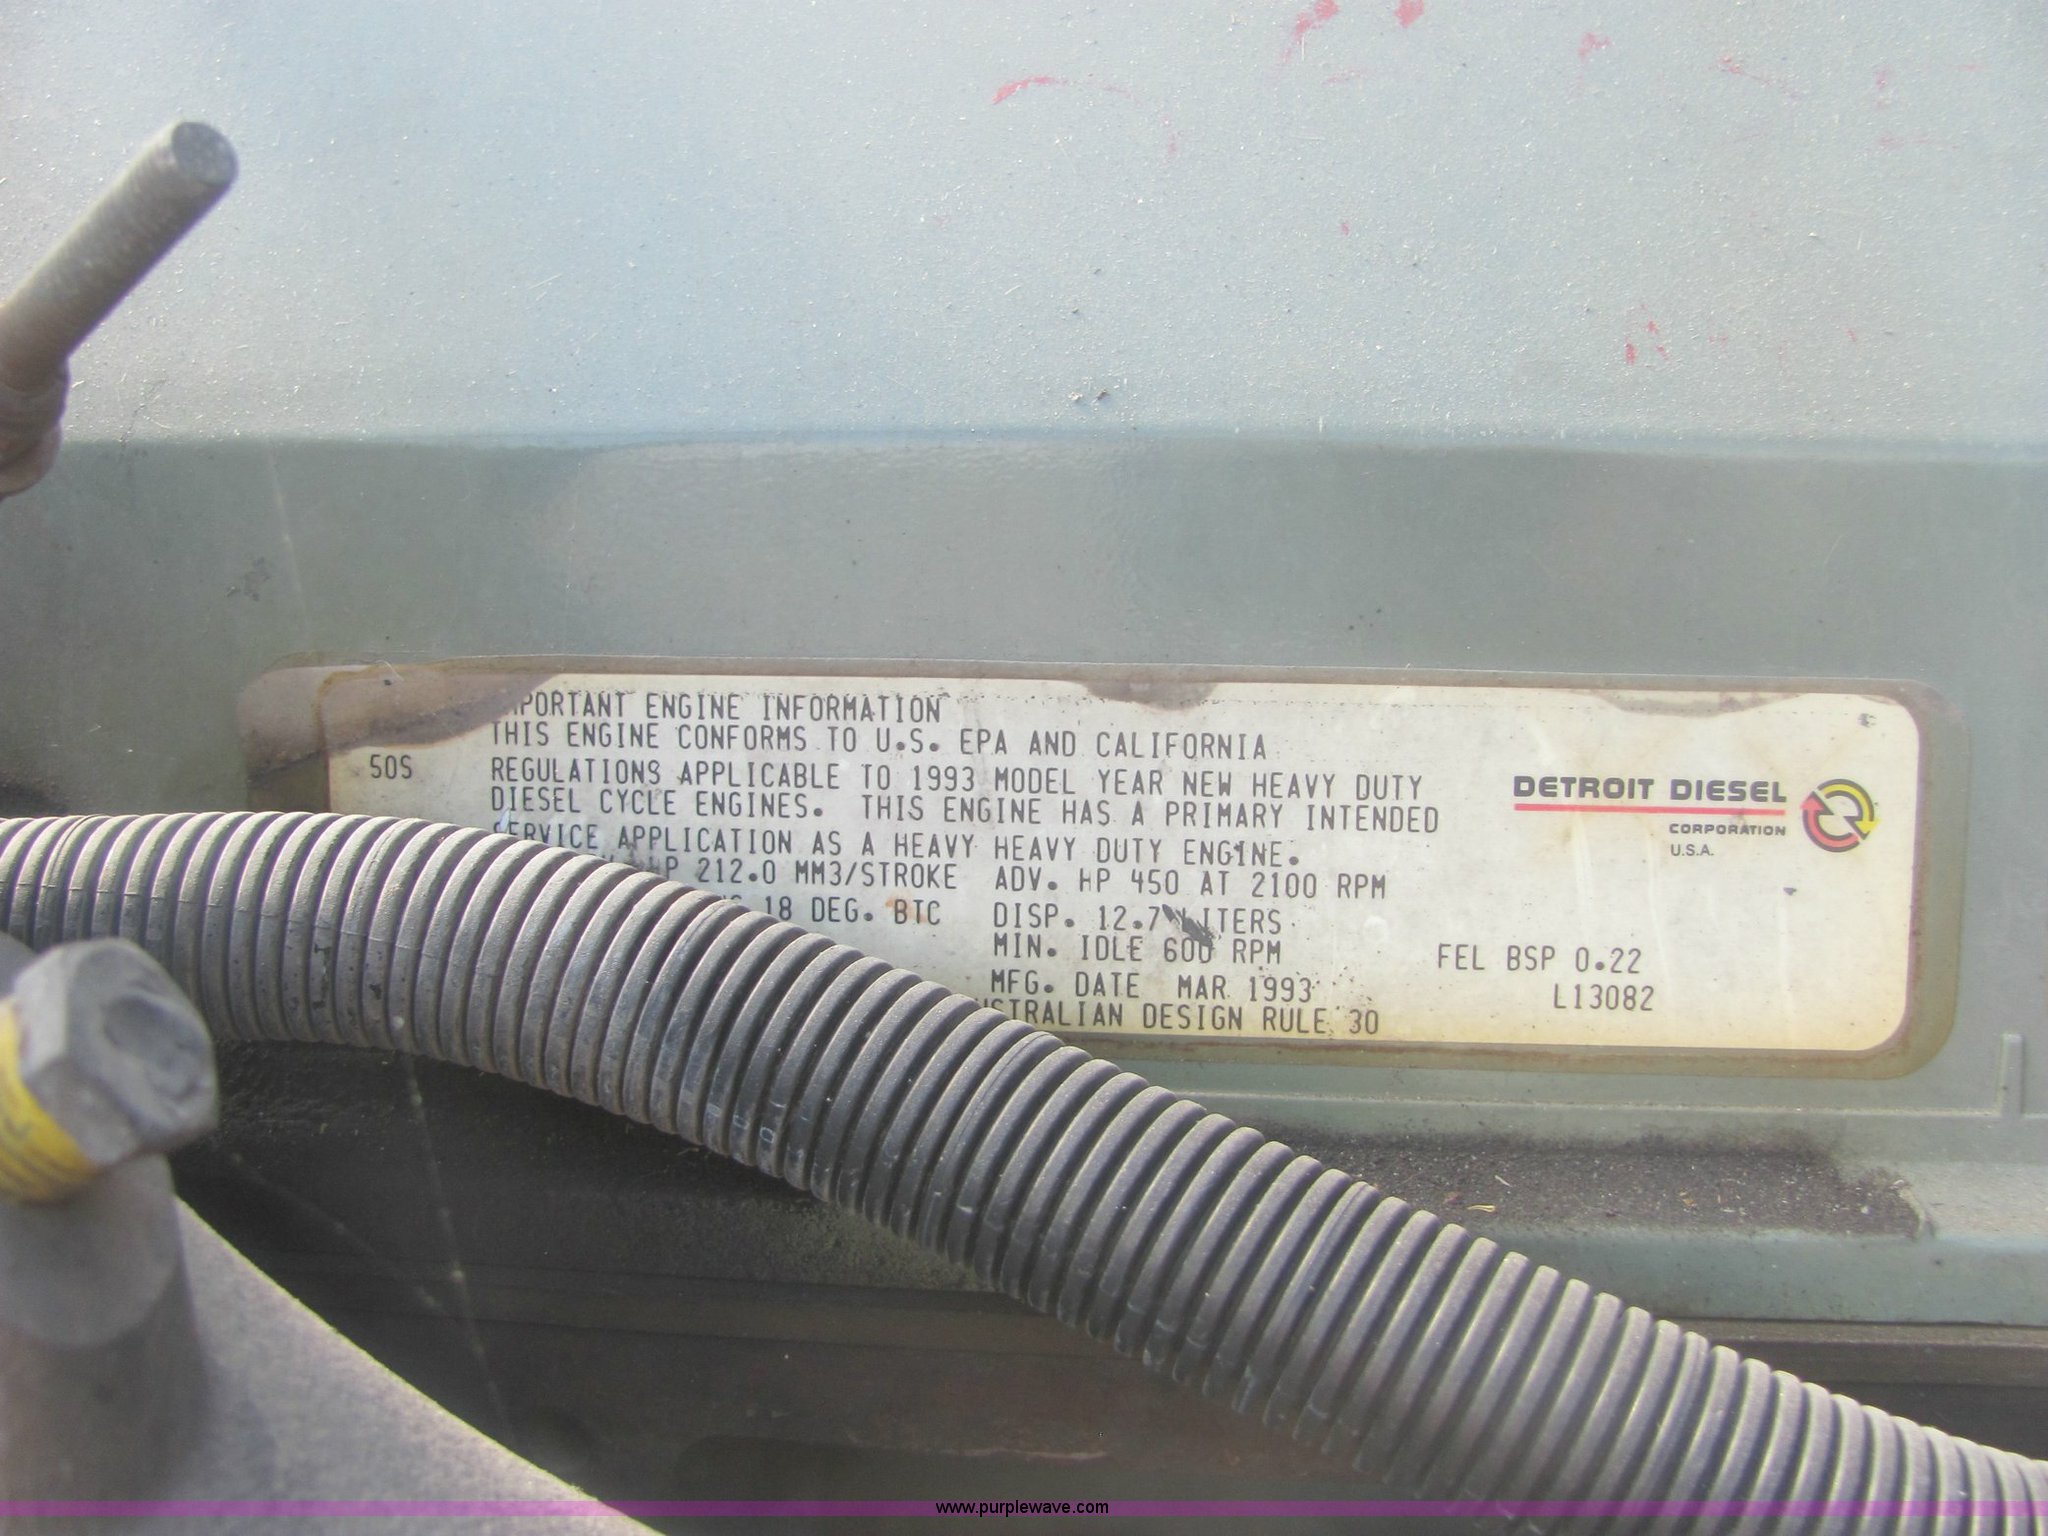 IMPORTANT ENGINE INFORMATION
THIS ENGINE CONFORMS TO U.S. EPA AND CALIFORNIA
50S
REGULATIONS APPLICABLE TO 1993 MODEL YEAR NEW HEAVY DUTY
DIESEL CYCLE ENGINES. THIS ENGINE HAS A PRIMARY INTENDED
SERVICE APPLICATION AS A HEAVY HEAVY DUTY ENGINE.
HP 212.0 MM3/STROKE ADV. HP 450 AT 2100 RPM
18 DEG. BTC DISP. 12.7 LITERS
MIN. IDLE 600 RPM FEL BSP 0.22
MFG. DATE MAR 1993 L13082
AUSTRALIAN DESIGN RULE 30
DETROIT DIESEL
CORPORATION
U.S.A.
www.purplewave.com